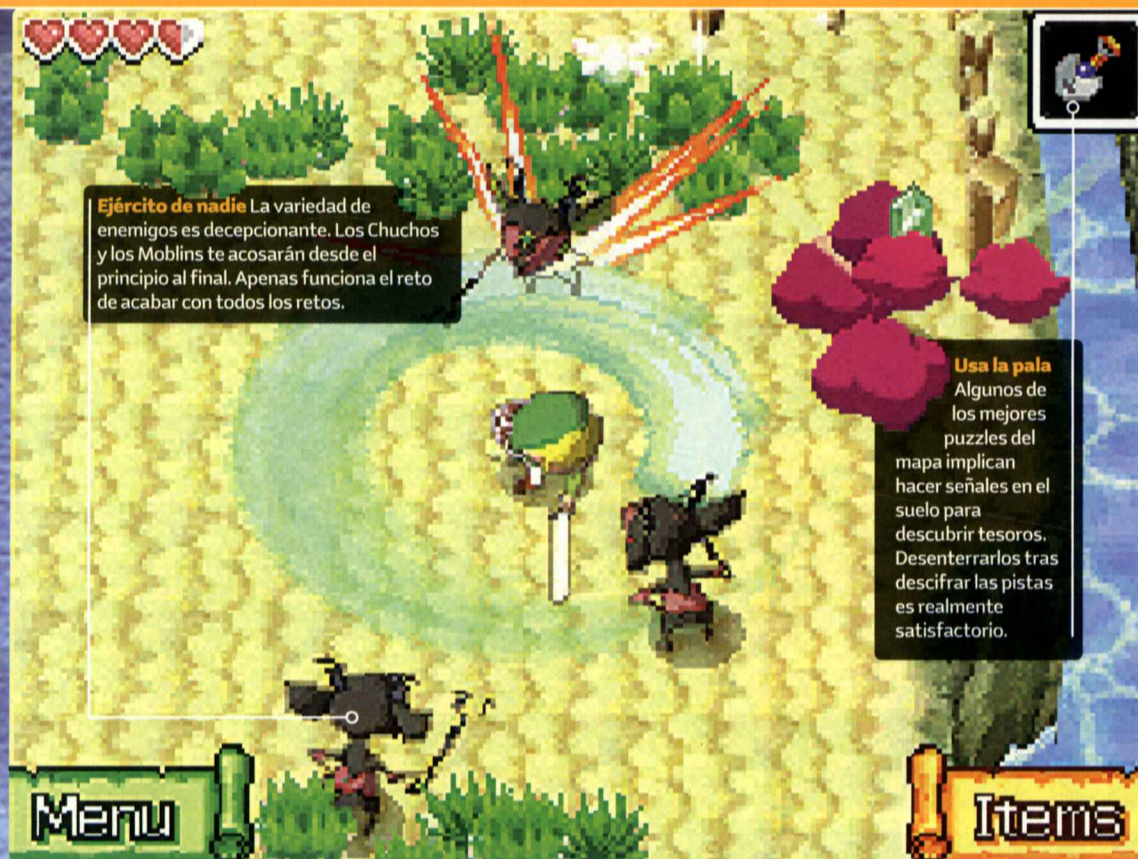 Ejército de nadie La variedad de
enemigos es decepcionante. Los Chuchos
y los Moblins te acosarán desde el
principio al final. Apenas funciona el reto
de acabar con todos los retos.
Usa la pala
Algunos de
los mejores
puzzles del
mapa implican
hacer señales en el
suelo para
descubrir tesoros.
Desenterrarlos tras
descifrar las pistas
es realmente
satisfactorio.
Menu
Items